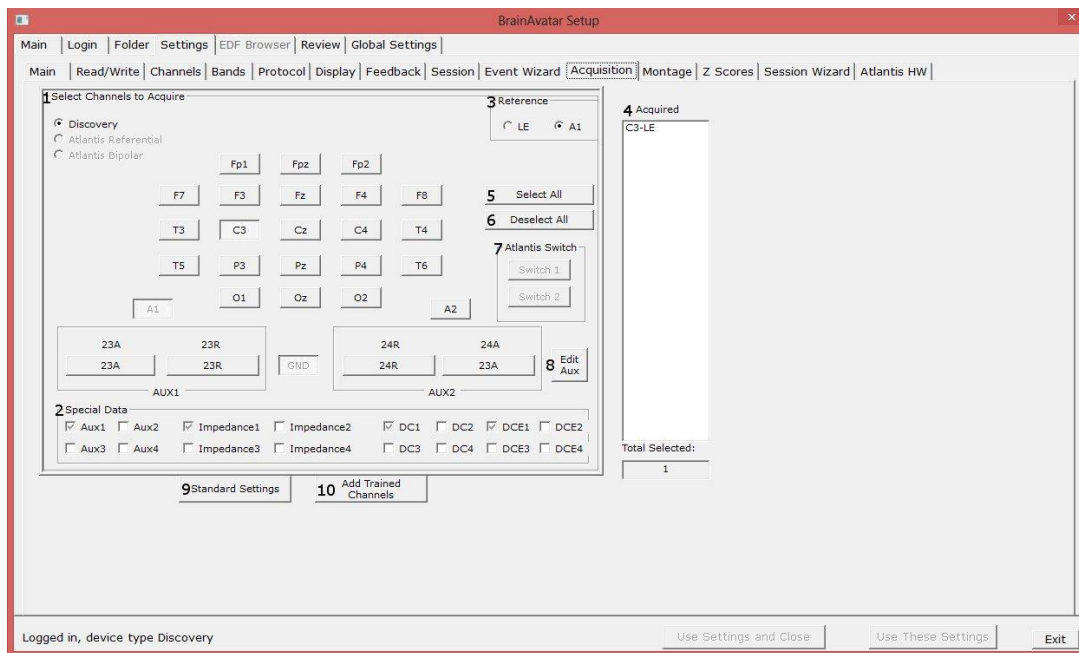 BrainAvatar Setup
x
Main Login Folder Settings EDF Browser Review Global Settings
Main Read/Write Channels Bands Protocol Display Feedback Session Event Wizard Acquisition Montage Z Scores Session Wizard Atlantis HW
1 Select Channels to Acquire
3 Reference
4 Acquired
Discovery
LE A1
C3-LE
Atlantis Referential
Atlantis Bipolar
Fp1 Fpz Fp2
F7 F3 Fz F4 F8
5 Select All
6 Deselect All
T3 C3 Cz C4 T4
7 Atlantis Switch
T5 P3 Pz P4 T6
Switch 1
O1 Oz O2
Switch 2
A1 A2
23A 23R 24R 24A
23A 23R GND 24R 23A
8 Edit Aux
AUX1 AUX2
2 Special Data
Aux1 Aux2 Impedance1 Impedance2 DC1 DC2 DCE1 DCE2
Aux3 Aux4 Impedance3 Impedance4 DC3 DC4 DCE3 DCE4
Total Selected:
1
9 Standard Settings
10 Add Trained Channels
Logged in, device type Discovery
Use Settings and Close
Use These Settings
Exit